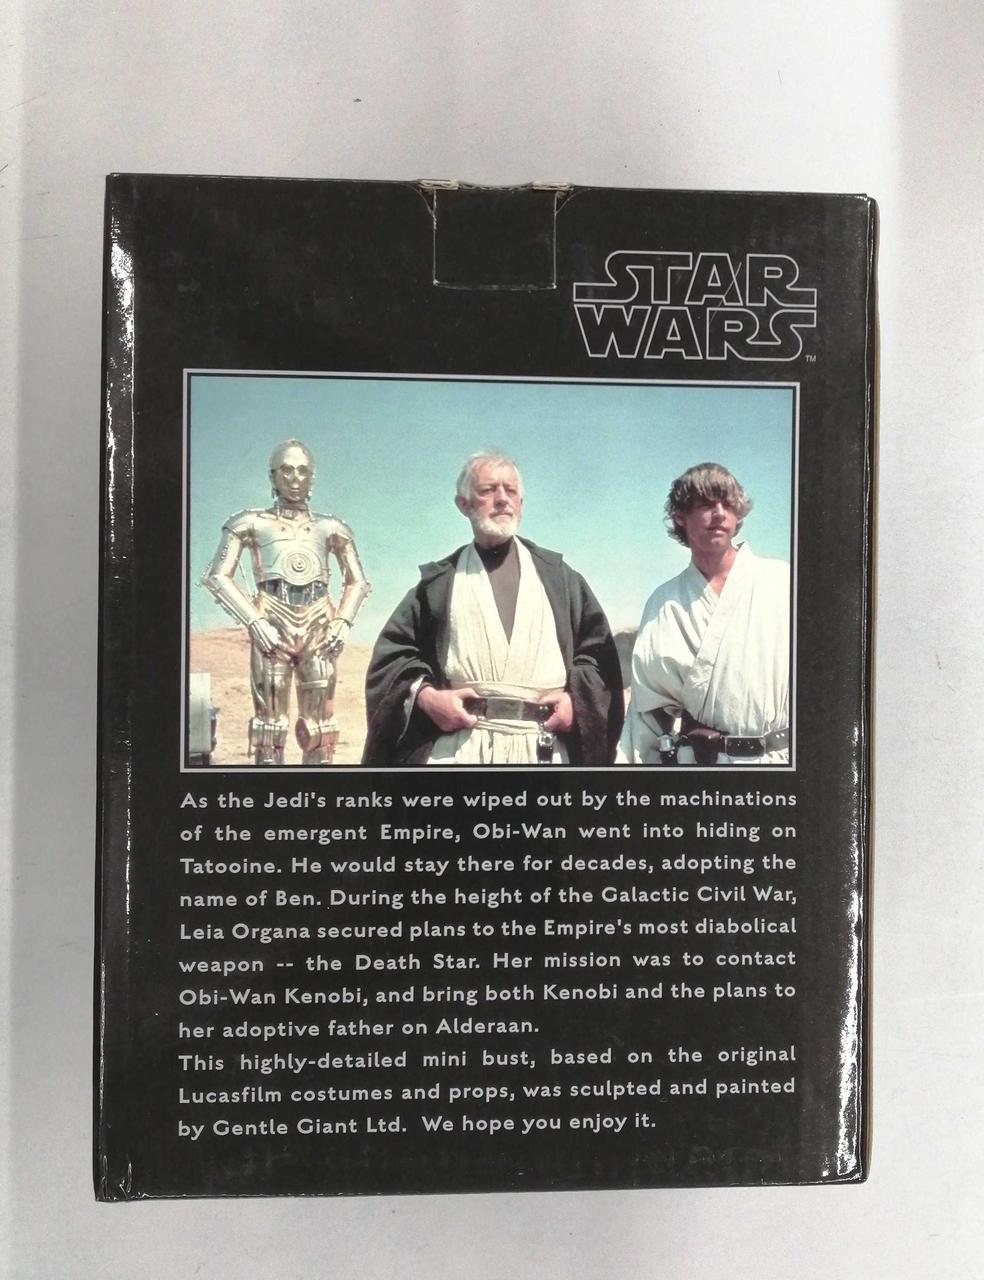 STAR
WARS™
As the Jedi's ranks were wiped out by the machinations
of the emergent Empire, Obi-Wan went into hiding on
Tatooine. He would stay there for decades, adopting the
name of Ben. During the height of the Galactic Civil War,
Leia Organa secured plans to the Empire's most diabolical
weapon -- the Death Star. Her mission was to contact
Obi-Wan Kenobi, and bring both Kenobi and the plans to
her adoptive father on Alderaan.
This highly-detailed mini bust, based on the original
Lucasfilm costumes and props, was sculpted and painted
by Gentle Giant Ltd. We hope you enjoy it.